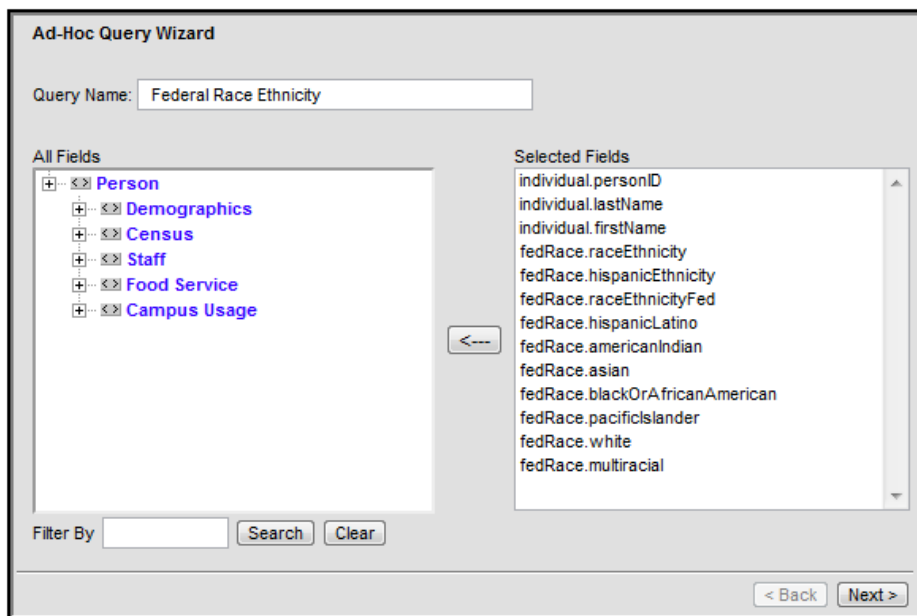 Ad-Hoc Query Wizard
Query Name: Federal Race Ethnicity
All Fields
Person
Demographics
Census
Staff
Food Service
Campus Usage
<---
Selected Fields
individual.personID
individual.lastName
individual.firstName
fedRace.raceEthnicity
fedRace.hispanicEthnicity
fedRace.raceEthnicityFed
fedRace.hispanicLatino
fedRace.americanIndian
fedRace.asian
fedRace.blackOrAfricanAmerican
fedRace.pacificIslander
fedRace.white
fedRace.multiracial
Filter By Search Clear
< Back Next >